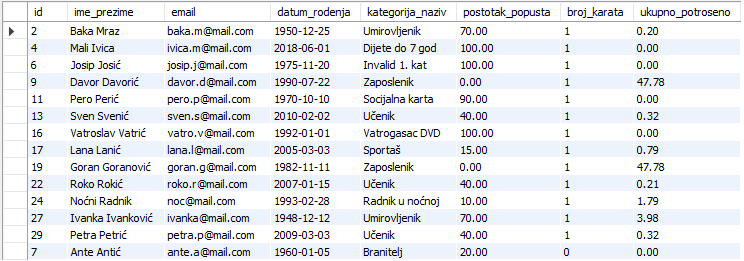 id ime_prezime email datum_rodenja kategorija_naziv postotak_popusta broj_karata ukupno_potroseno
2 Baka Mraz baka.m@mail.com 1950-12-25 Umirovljenik 70.00 1 0.20
4 Mali Ivica ivica.m@mail.com 2018-06-01 Dijete do 7 god 100.00 1 0.00
6 Josip Josić josip.j@mail.com 1975-11-20 Invalid 1. kat 100.00 1 0.00
9 Davor Davorić davor.d@mail.com 1990-07-22 Zaposlenik 0.00 1 47.78
11 Pero Perić pero.p@mail.com 1970-10-10 Socijalna karta 90.00 1 0.00
13 Sven Svenić sven.s@mail.com 2010-02-02 Učenik 40.00 1 0.32
16 Vatroslav Vatrić vatro.v@mail.com 1992-01-01 Vatrogasac DVD 100.00 1 0.00
17 Lana Lanić lana.l@mail.com 2005-03-03 Sportaš 15.00 1 0.79
19 Goran Goranović goran.g@mail.com 1982-11-11 Zaposlenik 0.00 1 47.78
22 Roko Rokić roko.r@mail.com 2007-01-15 Učenik 40.00 1 0.21
24 Noćni Radnik noc@mail.com 1993-02-28 Radnik u noćnoj 10.00 1 1.79
27 Ivanka Ivanković ivanka@mail.com 1948-12-12 Umirovljenik 70.00 1 3.98
29 Petra Petrić petra.p@mail.com 2009-03-03 Učenik 40.00 1 0.32
7 Ante Antić ante.a@mail.com 1960-01-05 Branitelj 20.00 0 0.00